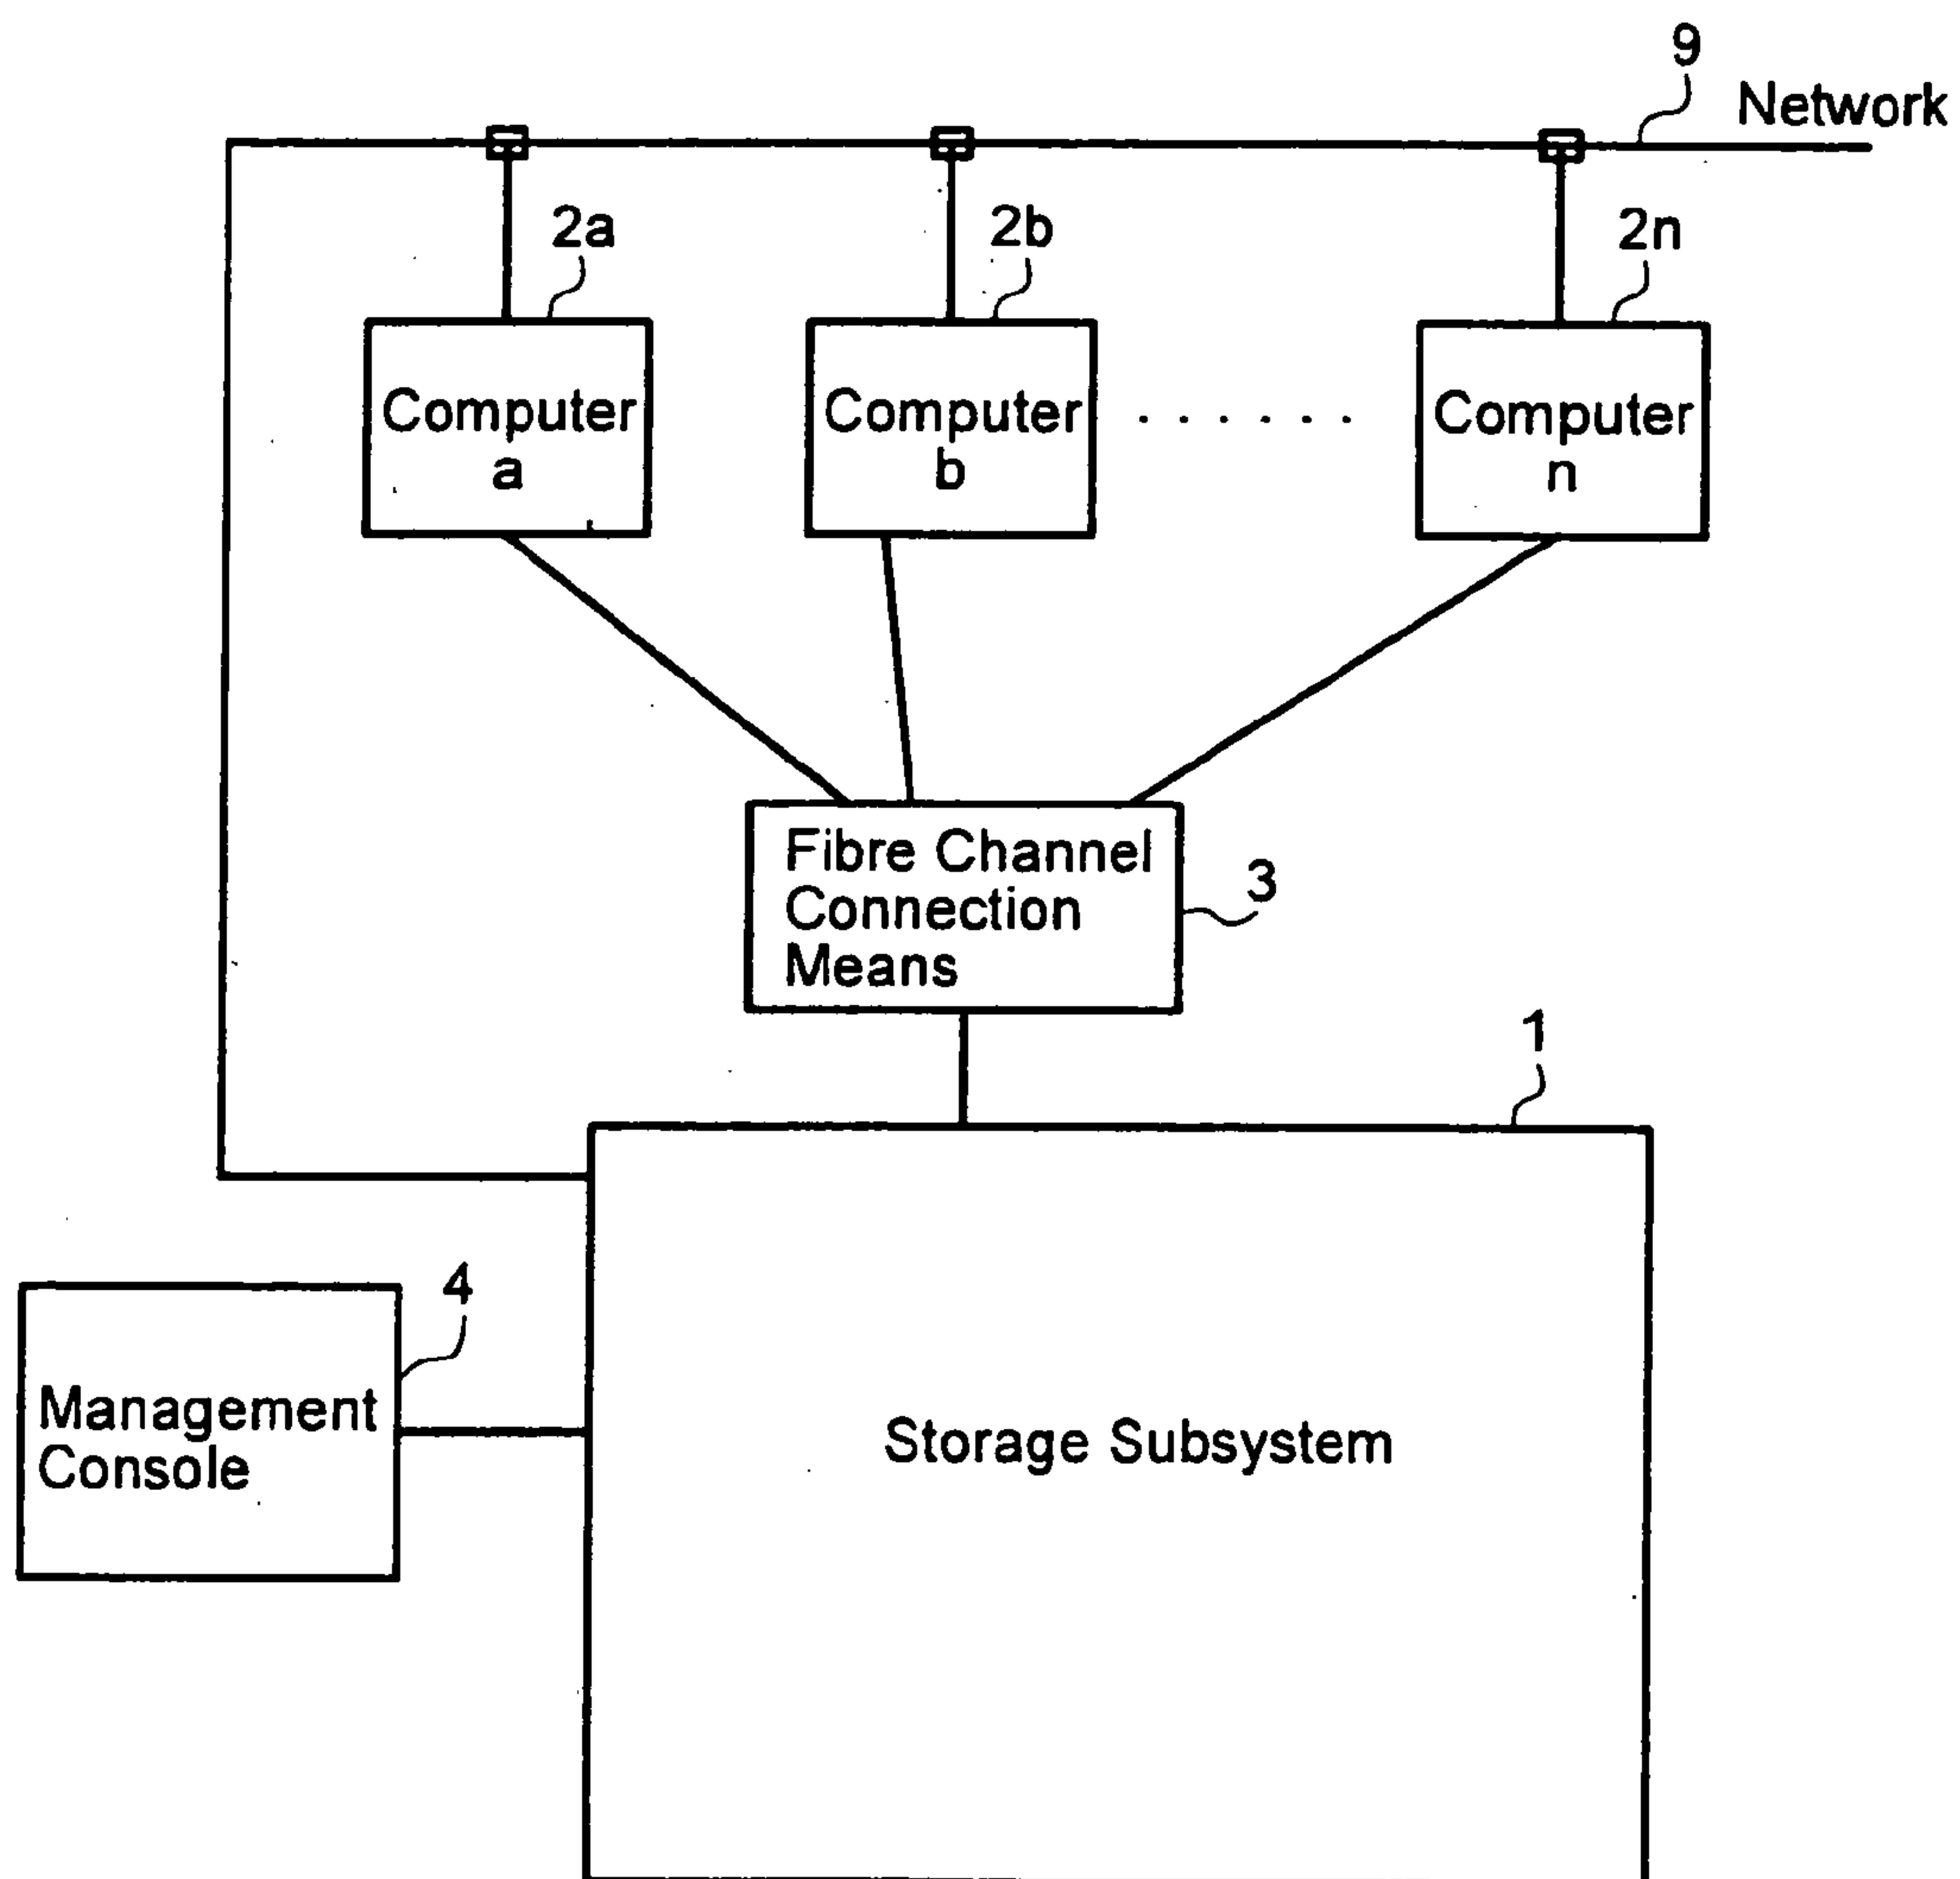 9
Network
2a
2b
2n
Computer
a
Computer
b
. . . . . .
Computer
n
Fibre Channel
Connection
Means
3
1
4
Management
Console
Storage Subsystem